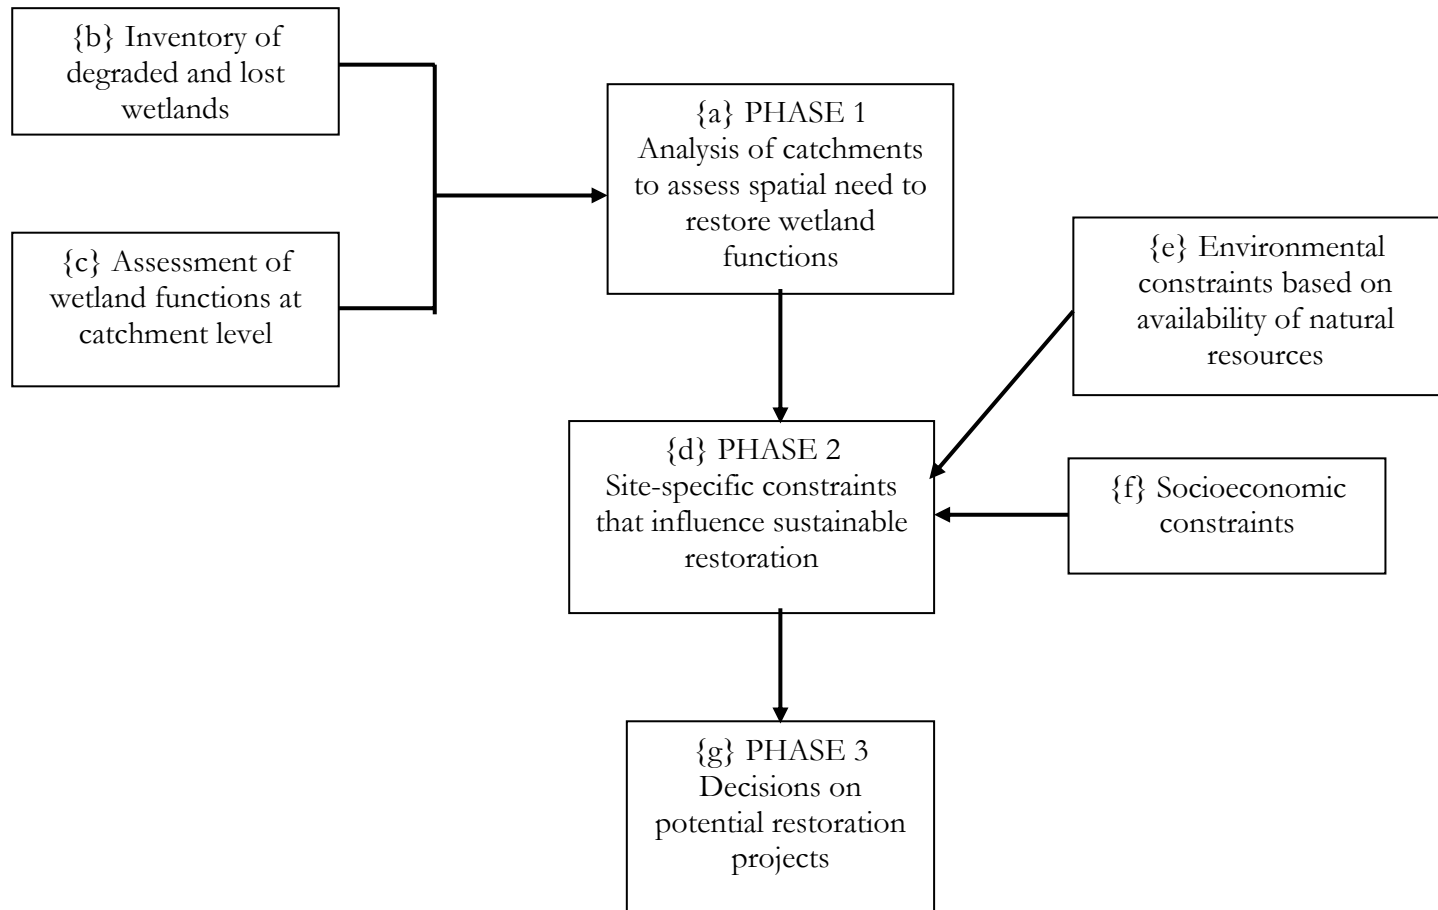 {b} Inventory of
degraded and lost
wetlands
{a} PHASE 1
Analysis of catchments
to assess spatial need to
restore wetland
functions
{c} Assessment of
wetland functions at
catchment level
{e} Environmental
constraints based on
availability of natural
resources
{d} PHASE 2
Site-specific constraints
that influence sustainable
restoration
{f} Socioeconomic
constraints
{g} PHASE 3
Decisions on
potential restoration
projects